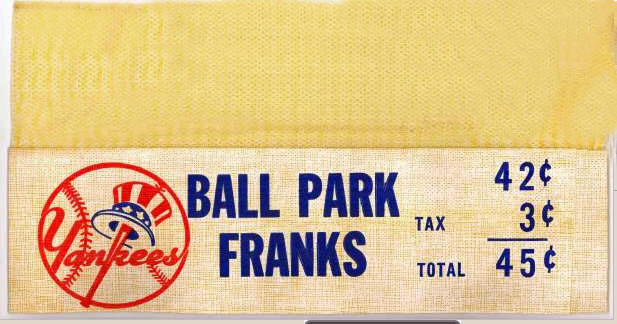 Yankees
BALL PARK
FRANKS
42¢
TAX 3¢
TOTAL 45¢